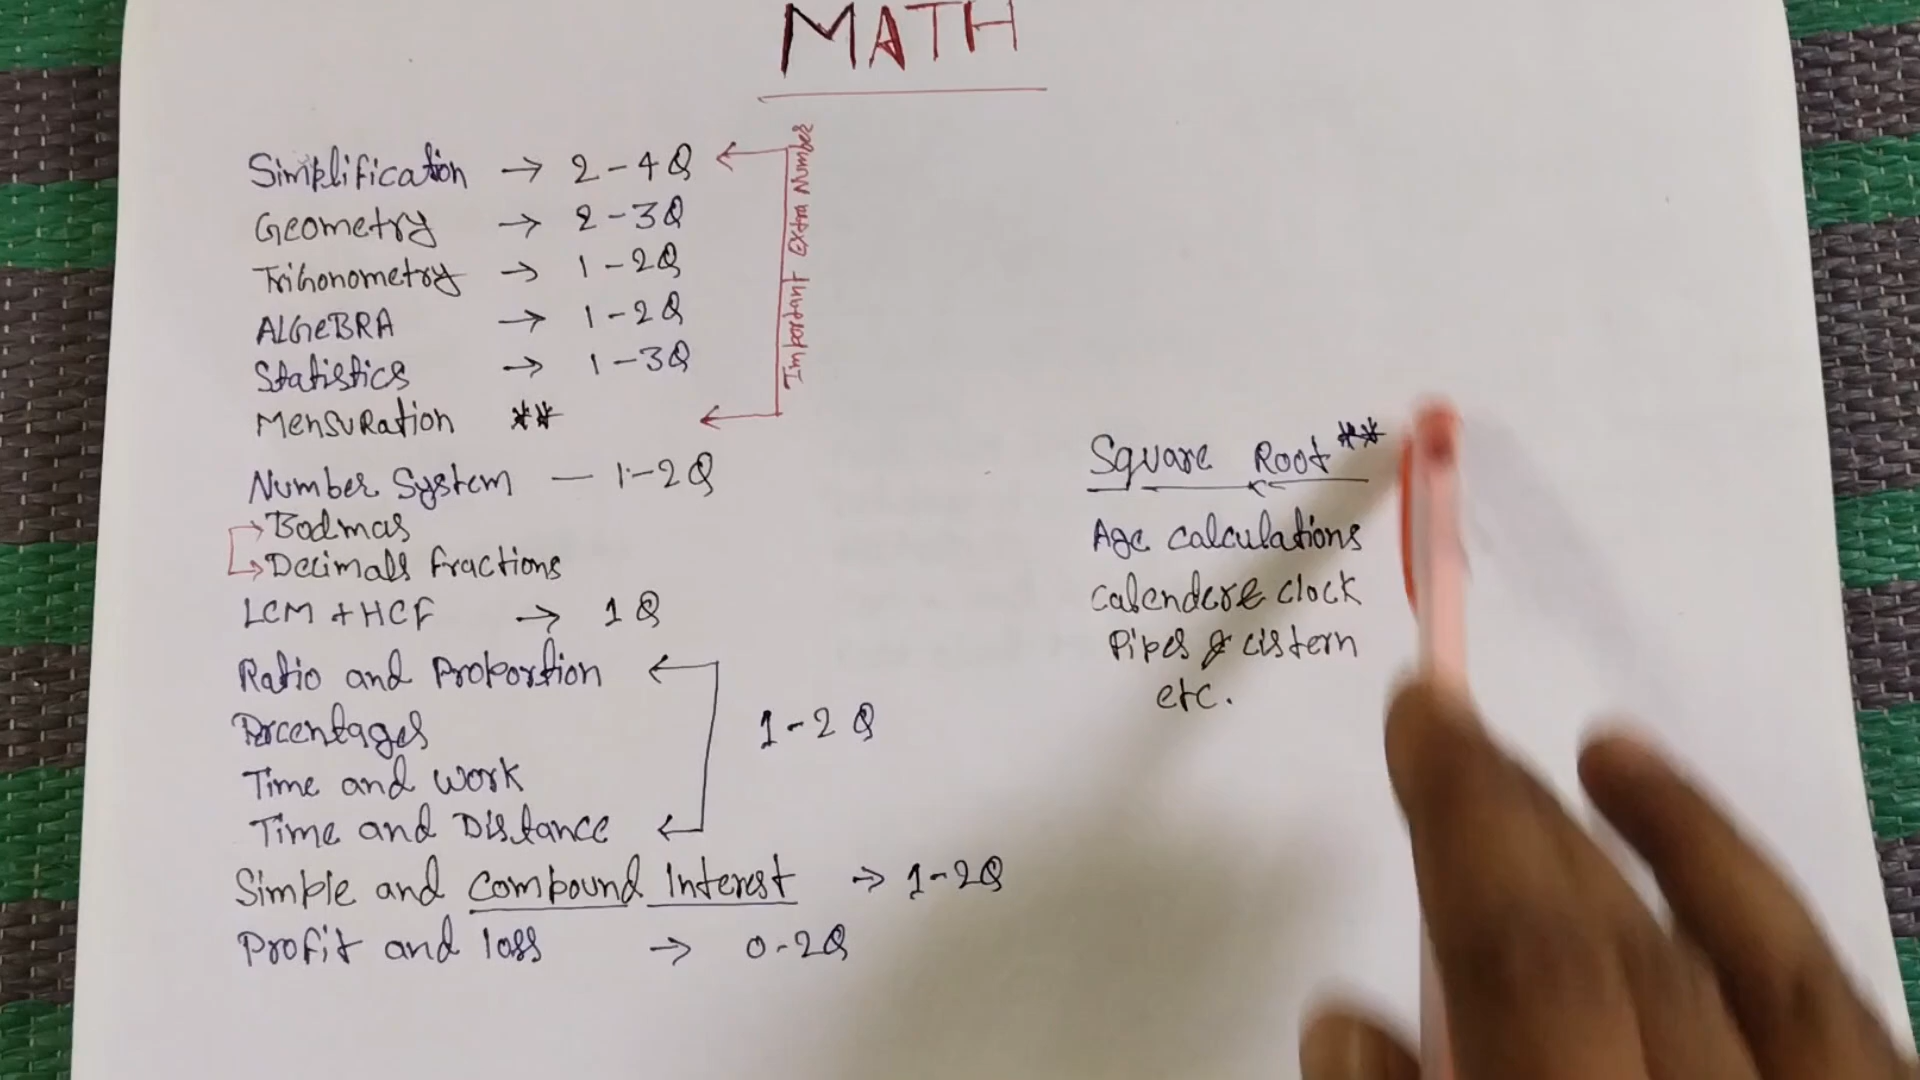 MATH
Simplification → 2-4Q
Geometry → 2-3Q
Trigonometry → 1-2Q
ALGeBRA → 1-2Q
Statistics → 1-3Q
MensuRation **
Important Extra Number
Number System — 1-2Q
Bodmas
Decimals fractions
LCM + HCF → 1Q
Ratio and Proportion
Prcentages
Time and Work
Time and Distance
1-2Q
Simple and Compound Interest → 1-2Q
Profit and loss → 0-2Q
Square Root **
Age calculations
Calender & clock
Pipes & cistern
etc.